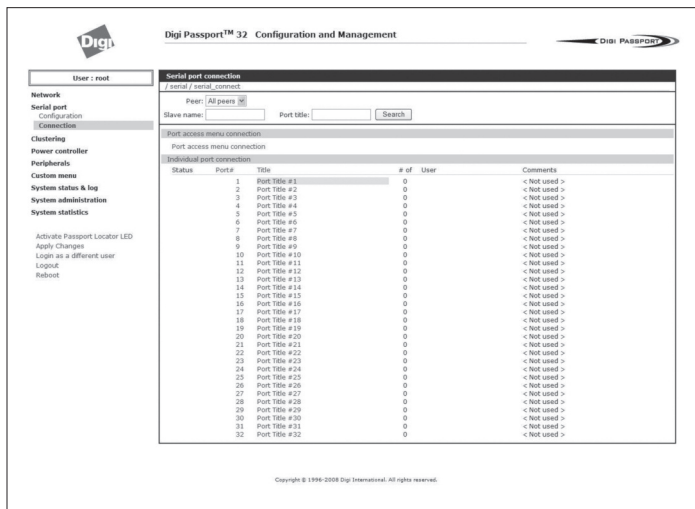 Digi
Digi Passport™ 32 Configuration and Management
DIGI PASSPORT
User : root
Network
Serial port
Configuration
Connection
Clustering
Power controller
Peripherals
Custom menu
System status & log
System administration
System statistics
Activate Passport Locator LED
Apply Changes
Login as a different user
Logout
Reboot
Serial port connection
/ serial / serial_connect
Peer: All peers
Slave name: Port title: Search
Port access menu connection
Port access menu connection
Individual port connection
Status Port# Title # of User Comments
1 Port Title #1 0 < Not used >
2 Port Title #2 0 < Not used >
3 Port Title #3 0 < Not used >
4 Port Title #4 0 < Not used >
5 Port Title #5 0 < Not used >
6 Port Title #6 0 < Not used >
7 Port Title #7 0 < Not used >
8 Port Title #8 0 < Not used >
9 Port Title #9 0 < Not used >
10 Port Title #10 0 < Not used >
11 Port Title #11 0 < Not used >
12 Port Title #12 0 < Not used >
13 Port Title #13 0 < Not used >
14 Port Title #14 0 < Not used >
15 Port Title #15 0 < Not used >
16 Port Title #16 0 < Not used >
17 Port Title #17 0 < Not used >
18 Port Title #18 0 < Not used >
19 Port Title #19 0 < Not used >
20 Port Title #20 0 < Not used >
21 Port Title #21 0 < Not used >
22 Port Title #22 0 < Not used >
23 Port Title #23 0 < Not used >
24 Port Title #24 0 < Not used >
25 Port Title #25 0 < Not used >
26 Port Title #26 0 < Not used >
27 Port Title #27 0 < Not used >
28 Port Title #28 0 < Not used >
29 Port Title #29 0 < Not used >
30 Port Title #30 0 < Not used >
31 Port Title #31 0 < Not used >
32 Port Title #32 0 < Not used >
Copyright © 1996-2008 Digi International. All rights reserved.